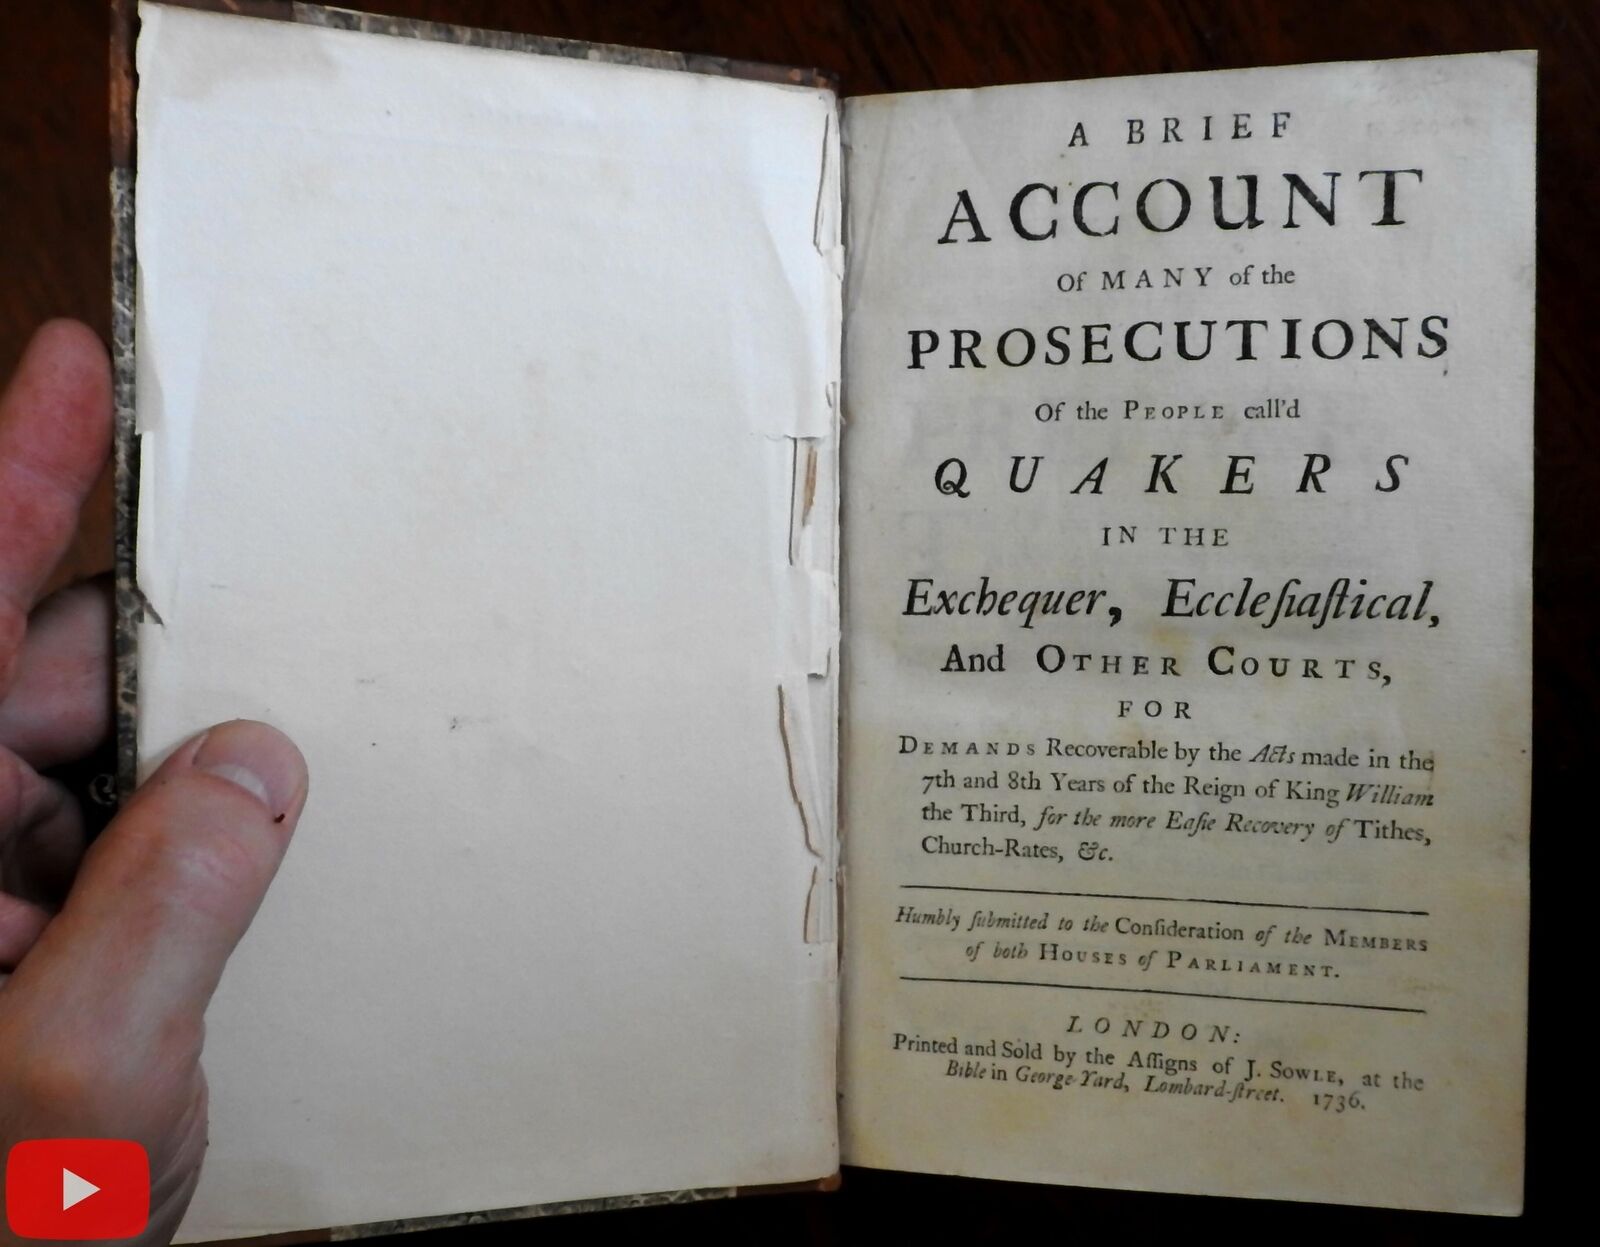 A BRIEF
ACCOUNT
Of MANY of the
PROSECUTIONS
Of the PEOPLE call'd
QUAKERS
IN THE
Exchequer, Eccleſiaſtical,
And OTHER COURTS,
FOR
DEMANDS Recoverable by the Acts made in the
7th and 8th Years of the Reign of King William
the Third, for the more Eaſie Recovery of Tithes,
Church-Rates, &c.
Humbly ſubmitted to the Conſideration of the MEMBERS
of both HOUSES of PARLIAMENT.
LONDON:
Printed and Sold by the Aſſigns of J. SOWLE, at the
Bible in George-Yard, Lombard-ſtreet. 1736.